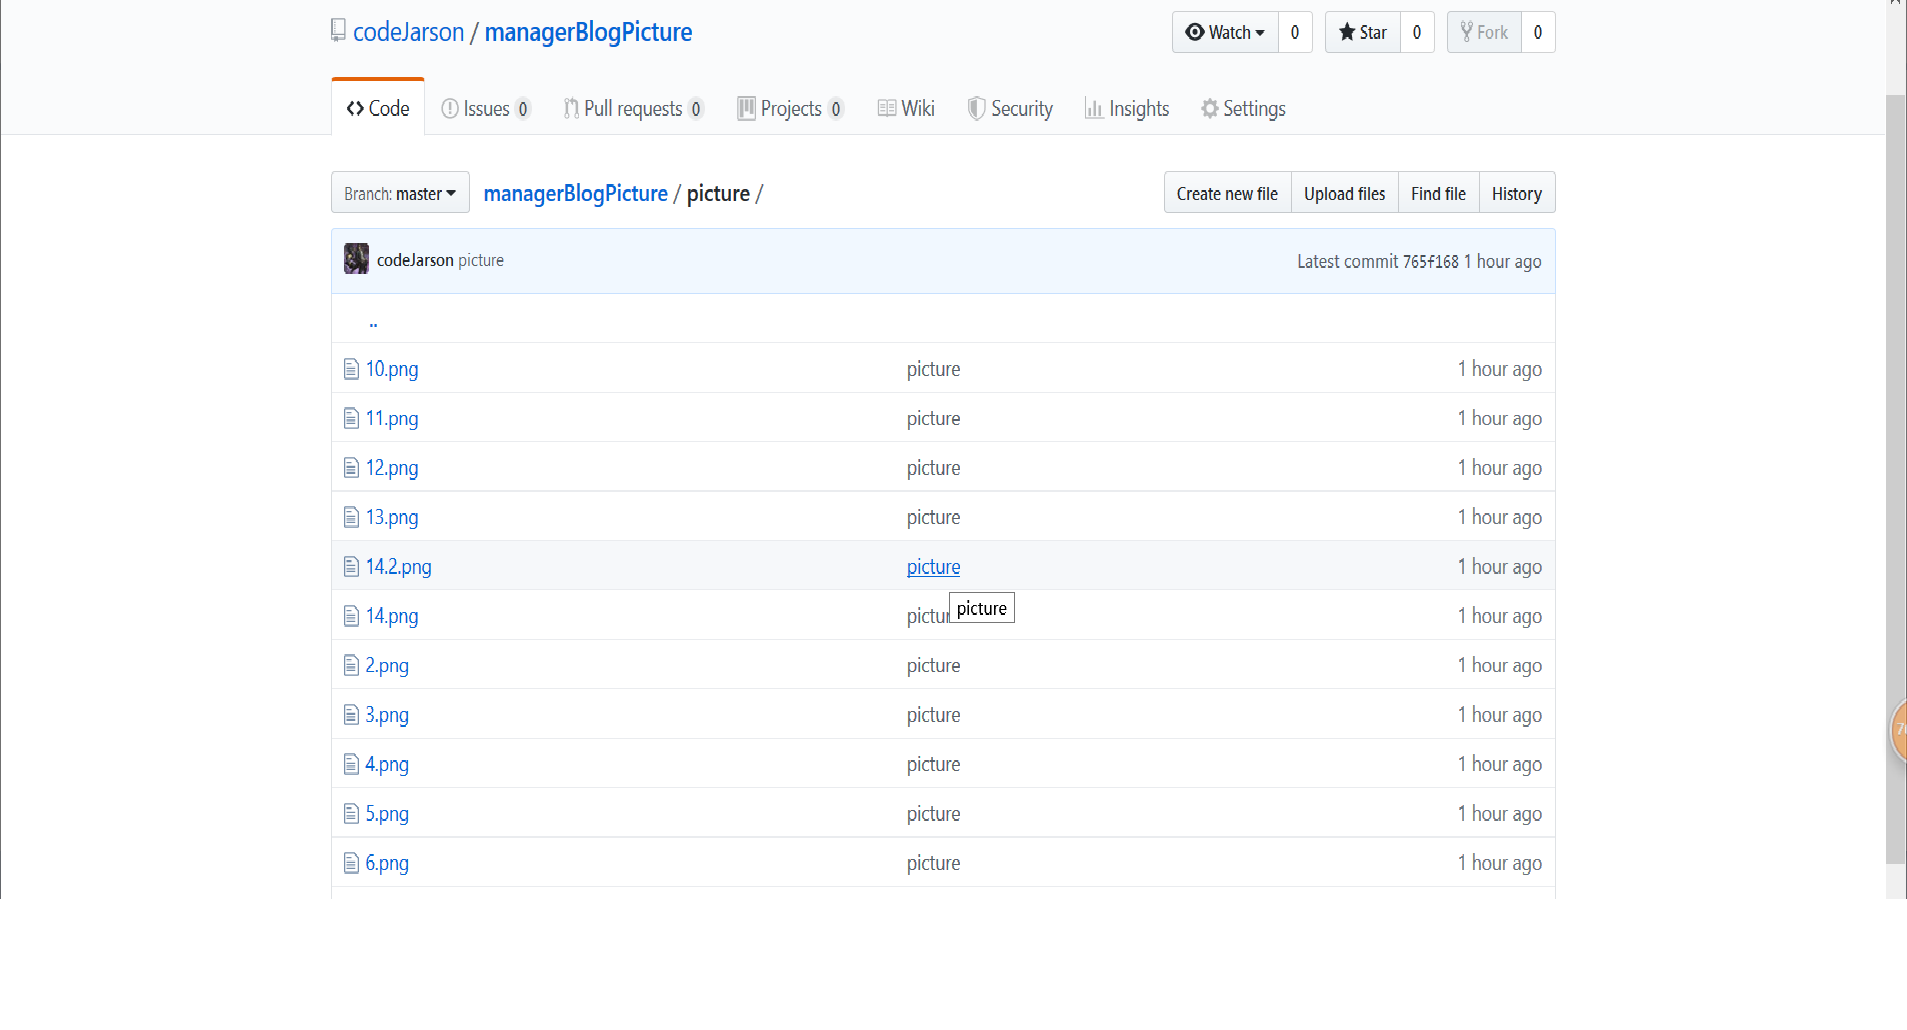 codeJarson / managerBlogPicture Watch 0 Star 0 Fork 0
Code Issues 0 Pull requests 0 Projects 0 Wiki Security Insights Settings
Branch: master managerBlogPicture / picture / Create new file Upload files Find file History
codeJarson picture Latest commit 765f168 1 hour ago
..
10.png picture 1 hour ago
11.png picture 1 hour ago
12.png picture 1 hour ago
13.png picture 1 hour ago
14.2.png picture 1 hour ago
picture
14.png 1 hour ago
2.png picture 1 hour ago
3.png picture 1 hour ago
4.png picture 1 hour ago
5.png picture 1 hour ago
6.png picture 1 hour ago